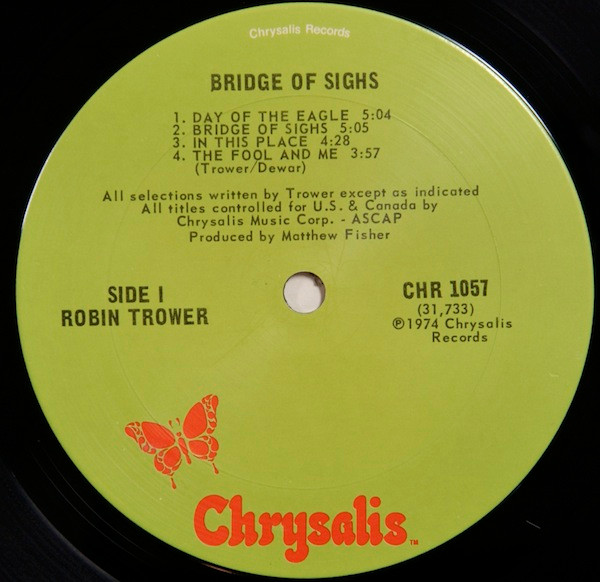 Chrysalis Records
BRIDGE OF SIGHS
1. DAY OF THE EAGLE 5:04
2. BRIDGE OF SIGHS 5:05
3. IN THIS PLACE 4:28
4. THE FOOL AND ME 3:57
(Trower/Dewar)
All selections written by Trower except as indicated
All titles controlled for U.S. & Canada by
Chrysalis Music Corp. - ASCAP
Produced by Matthew Fisher
SIDE I
ROBIN TROWER
CHR 1057
(31,733)
℗1974 Chrysalis
Records
Chrysalis™